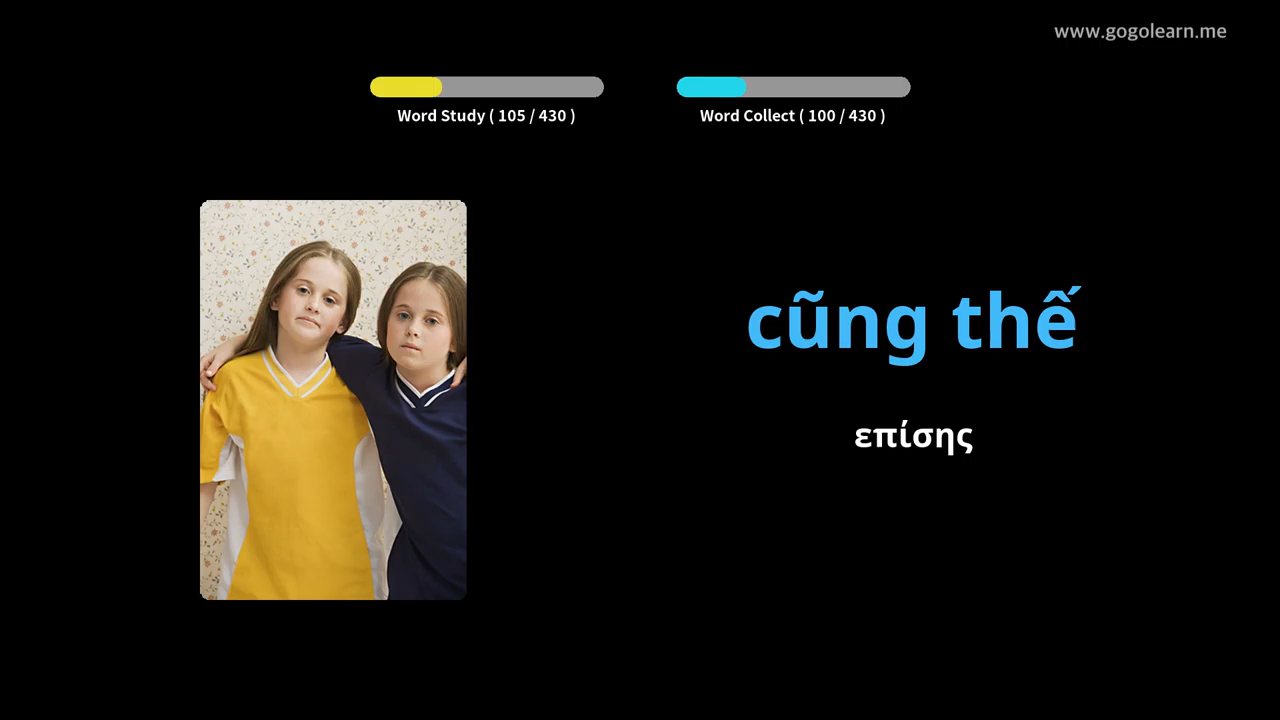 www.gogolearn.me
Word Study ( 105 / 430 )
Word Collect ( 100 / 430 )
cũng thế
επίσης